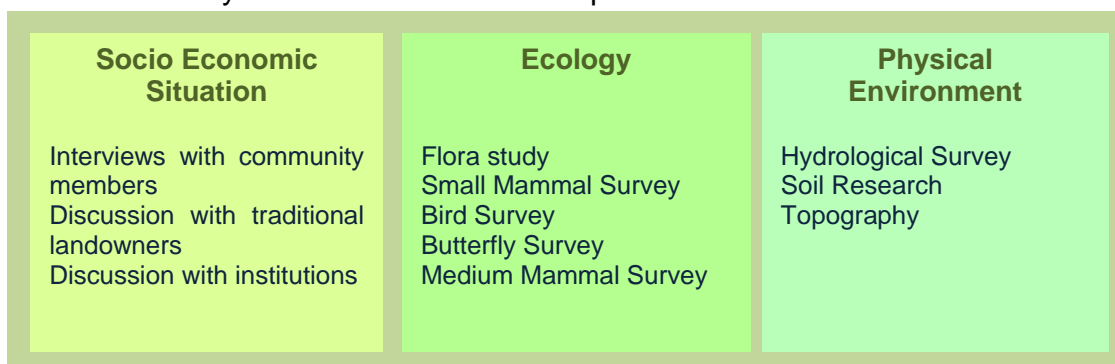 Socio Economic
Situation
Interviews with community
members
Discussion with traditional
landowners
Discussion with institutions
Ecology
Flora study
Small Mammal Survey
Bird Survey
Butterfly Survey
Medium Mammal Survey
Physical
Environment
Hydrological Survey
Soil Research
Topography